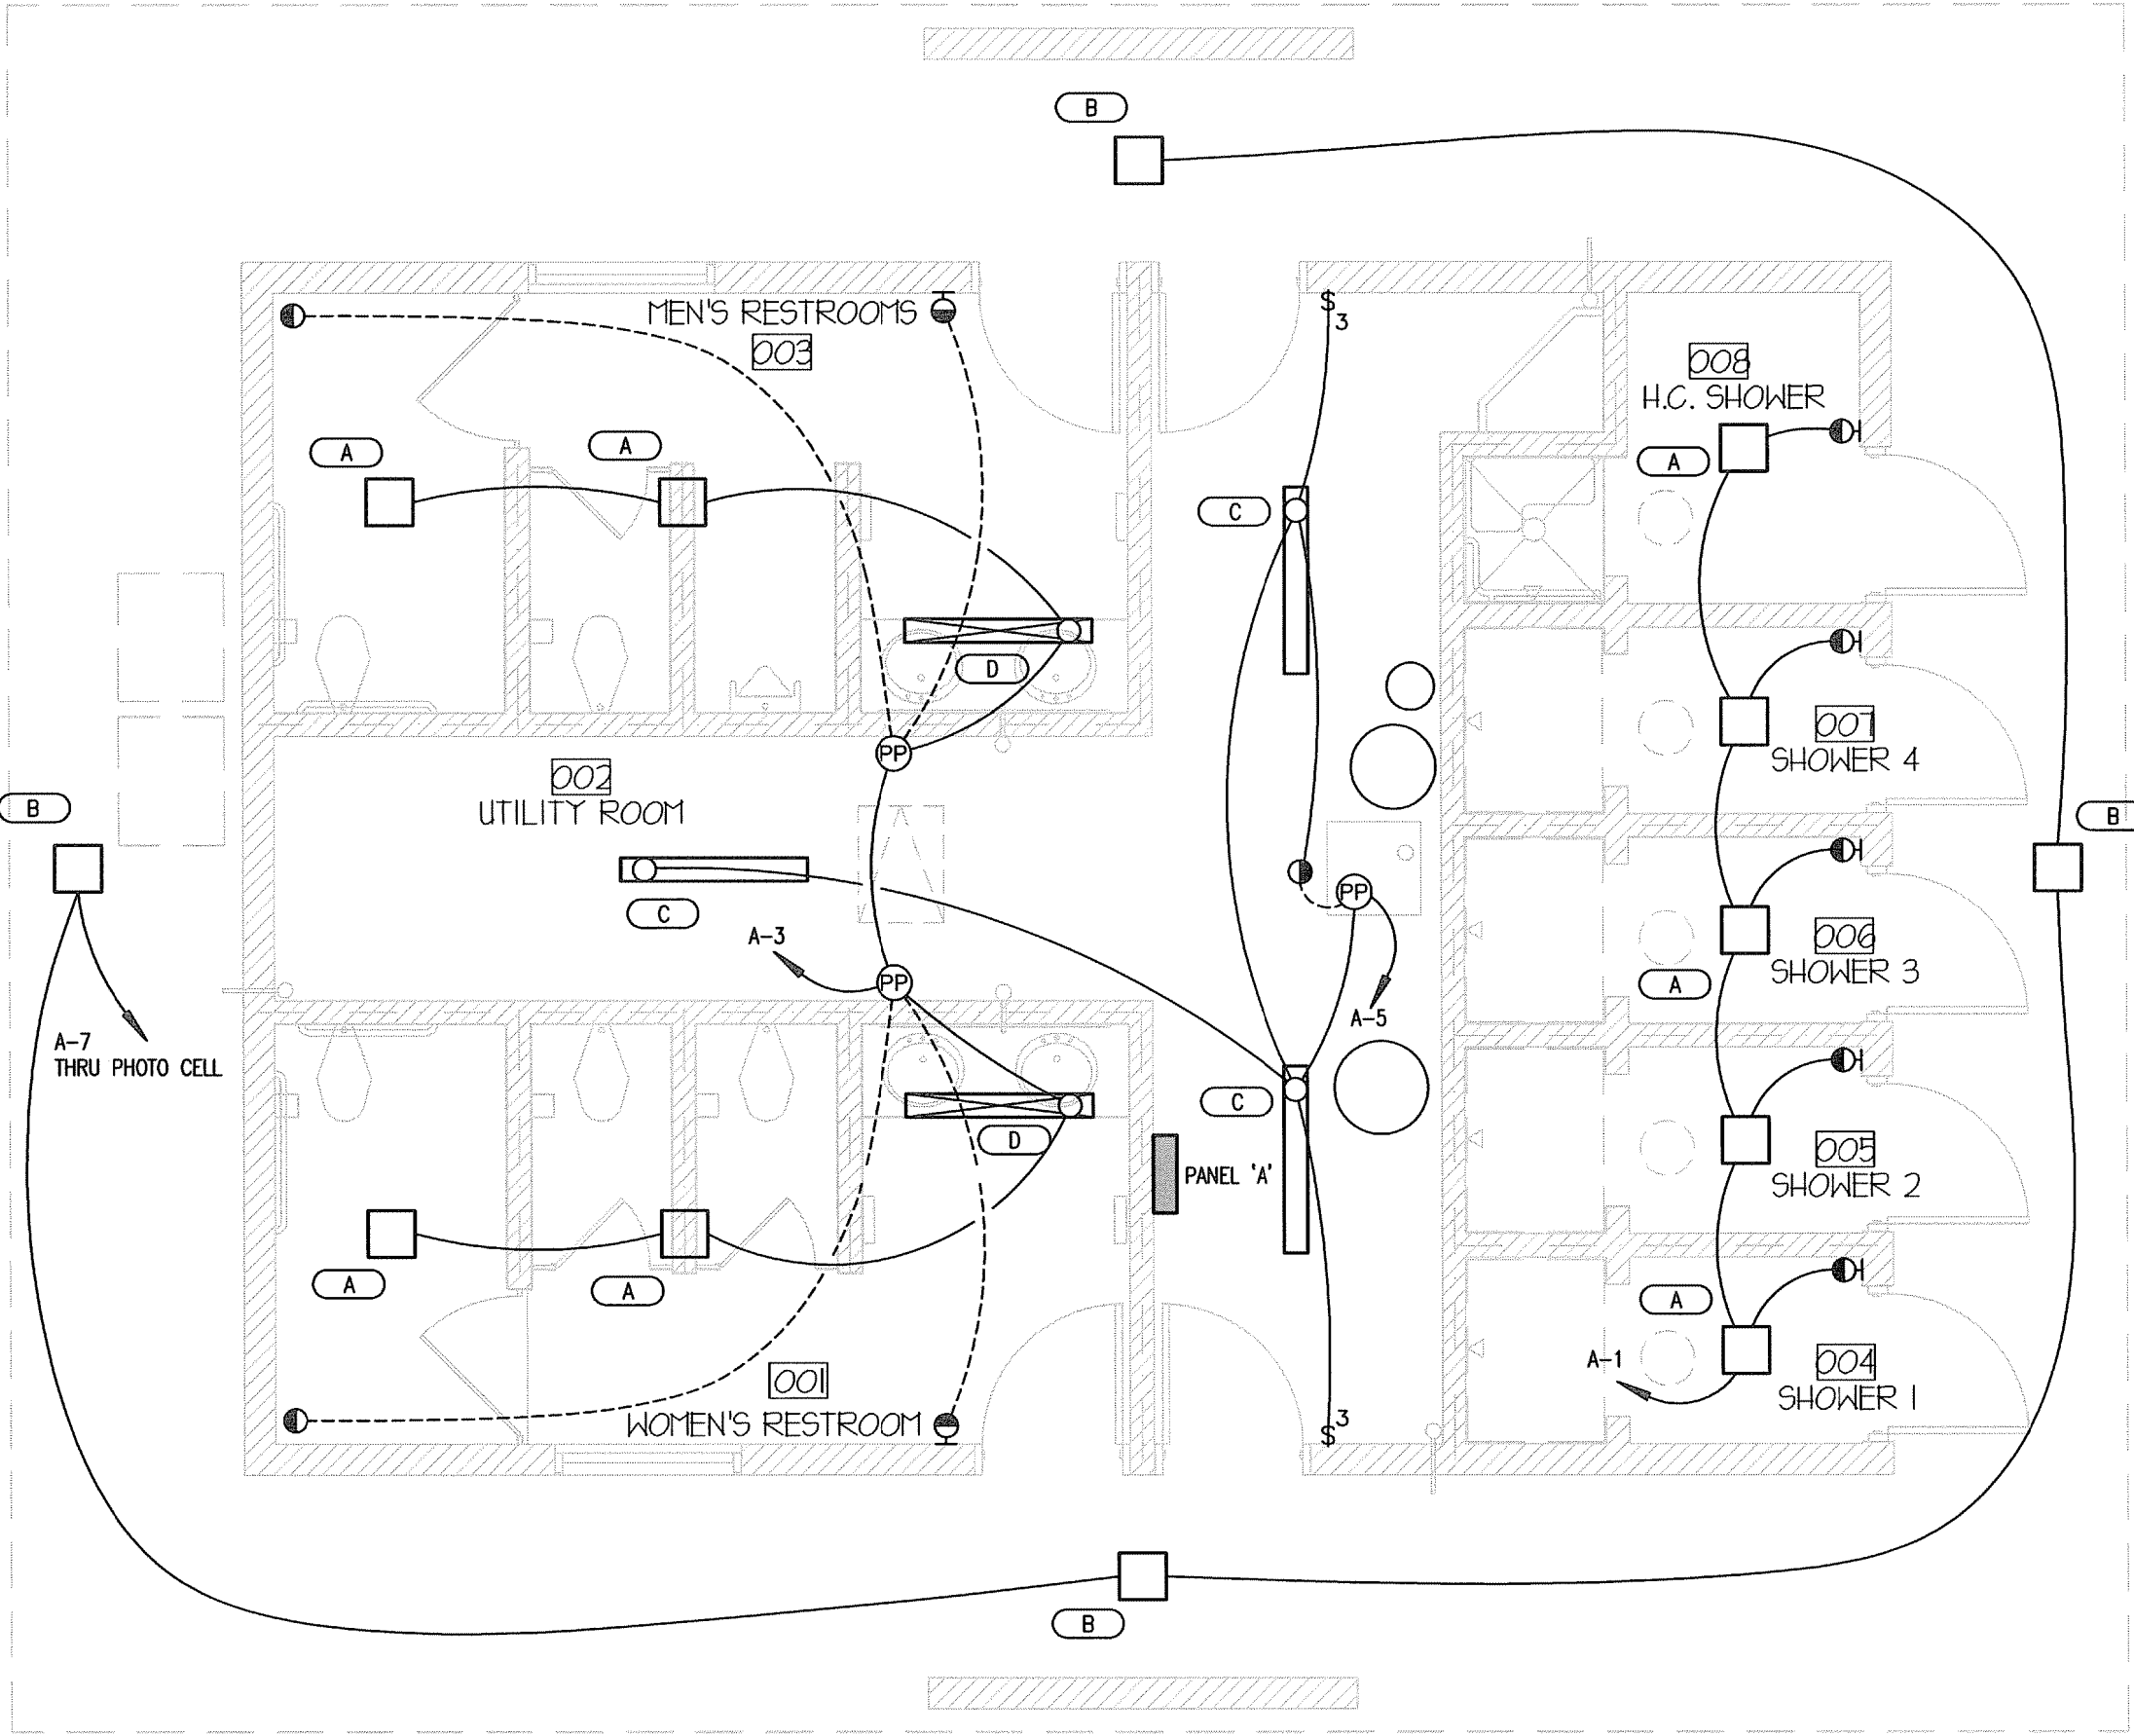 B
MEN'S RESTROOMS
003
$
3
008
H.C. SHOWER
A
A
A
C
D
007
SHOWER 4
002
UTILITY ROOM
B
B
PP
PP
C
A-3
006
SHOWER 3
A
PP
A-5
A-7
THRU PHOTO CELL
C
D
PANEL 'A'
005
SHOWER 2
A
A
A
A-1
004
SHOWER 1
001
WOMEN'S RESTROOM
3
$
B